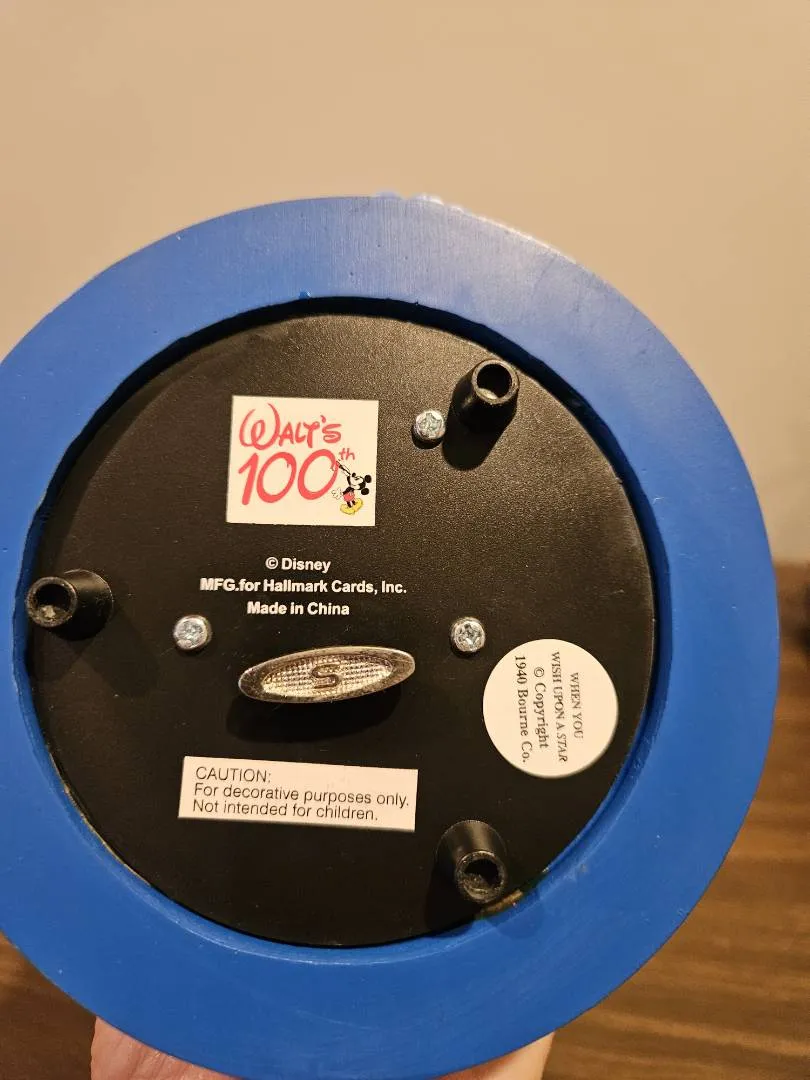 WALT'S
100th
© Disney
MFG.for Hallmark Cards, Inc.
Made in China
S
WHEN YOU
WISH UPON A STAR
© Copyright
1940 Bourne Co.
CAUTION:
For decorative purposes only.
Not intended for children.